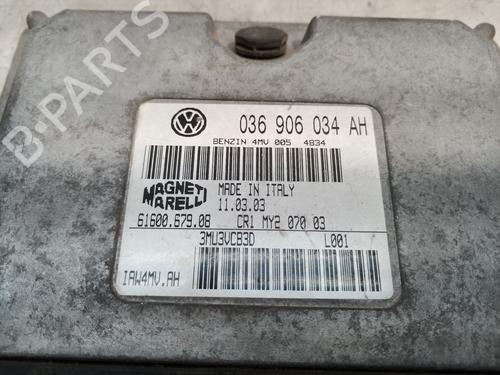 B-Parts
036 906 034 AH
BENZIN 4MV 005 4834
MAGNETI
MARELLI
MADE IN ITALY
11.03.03
61600.679.08 CR1 MY2 070 03
3MU3VCB3D L001
IAW4MV.AH